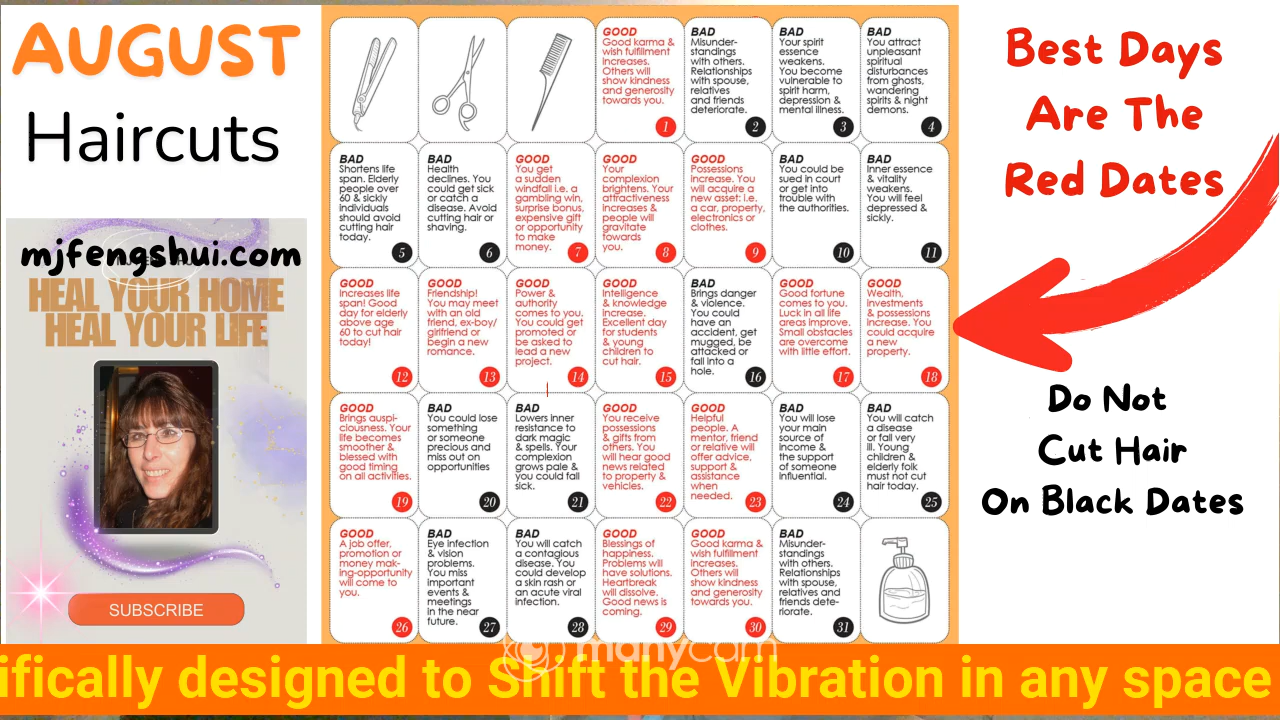 AUGUST
Haircuts
mjfengshui.com
HEAL YOUR HOME
HEAL YOUR LIFE
SUBSCRIBE
GOOD
Good karma &
wish fulfillment
increases.
Others will
show kindness
and generosity
towards you.
1
BAD
Misunder-
standings
with others.
Relationships
with spouse,
relatives
and friends
deteriorate.
2
BAD
Your spirit
essence
weakens.
You become
vulnerable to
spirit harm,
depression &
mental illness.
3
BAD
You attract
unpleasant
spiritual
disturbances
from ghosts,
wandering
spirits & night
demons.
4
BAD
Shortens life
span. Elderly
people over
60 & sickly
individuals
should avoid
cutting hair
today.
5
BAD
Health
declines. You
could get sick
or catch a
disease. Avoid
cutting hair or
shaving.
6
GOOD
You get
a sudden
windfall i.e. a
gambling win,
surprise bonus,
expensive gift
or opportunity
to make
money.
7
GOOD
Your
complexion
brightens. Your
attractiveness
increases &
people will
gravitate
towards
you.
8
GOOD
Possessions
increase. You
will acquire a
new asset: i.e.
a car, property,
electronics or
clothes.
9
BAD
You could be
sued in court
or get into
trouble with
the authorities.
10
BAD
Inner essence
& vitality
weakens.
You will feel
depressed &
sickly.
11
GOOD
Increases life
span! Good
day for elderly
above age
60 to cut hair
today!
12
GOOD
Friendship!
You may meet
with an old
friend, ex-boy/
girlfriend or
begin a new
romance.
13
GOOD
Power &
authority
comes to you.
You could get
promoted or
be asked to
lead a new
project.
14
GOOD
Intelligence
& knowledge
increase.
Excellent day
for students
& young
children to
cut hair.
15
BAD
Brings danger
& violence.
You could
have an
accident, get
mugged, be
attacked or
fall into a
hole.
16
GOOD
Good fortune
comes to you.
Luck in all life
areas improve.
Small obstacles
are overcome
with little effort.
17
GOOD
Wealth,
investments
& possessions
increase. You
could acquire
a new
property.
18
GOOD
Brings auspi-
ciousness. Your
life becomes
smoother &
blessed with
good timing
on all activities.
19
BAD
You could lose
something
or someone
precious and
miss out on
opportunities
20
BAD
Lowers inner
resistance to
dark magic
& spells. Your
complexion
grows pale &
you could fall
sick.
21
GOOD
You receive
possessions
& gifts from
others. You
will hear good
news related
to property &
vehicles.
22
GOOD
Helpful
people. A
mentor, friend
or relative will
offer advice,
support &
assistance
when
needed.
23
BAD
You will lose
your main
source of
income &
the support
of someone
influential.
24
BAD
You will catch
a disease
or fall very
ill. Young
children &
elderly folk
must not cut
hair today.
25
GOOD
A job offer,
promotion or
money mak-
ing-opportunity
will come to
you.
26
BAD
Eye infection
& vision
problems.
You miss
important
events &
meetings
in the near
future.
27
BAD
You will catch
a contagious
disease. You
could develop
a skin rash or
an acute viral
infection.
28
GOOD
Blessings of
happiness.
Problems will
have solutions.
Heartbreak
will dissolve.
Good news is
coming.
29
GOOD
Good karma &
wish fulfillment
increases.
Others will
show kindness
and generosity
towards you.
30
BAD
Misunder-
standings
with others.
Relationships
with spouse,
relatives and
friends dete-
riorate.
31
Best Days
Are The
Red Dates
Do Not
Cut Hair
On Black Dates
manycam
ifically designed to Shift the Vibration in any space